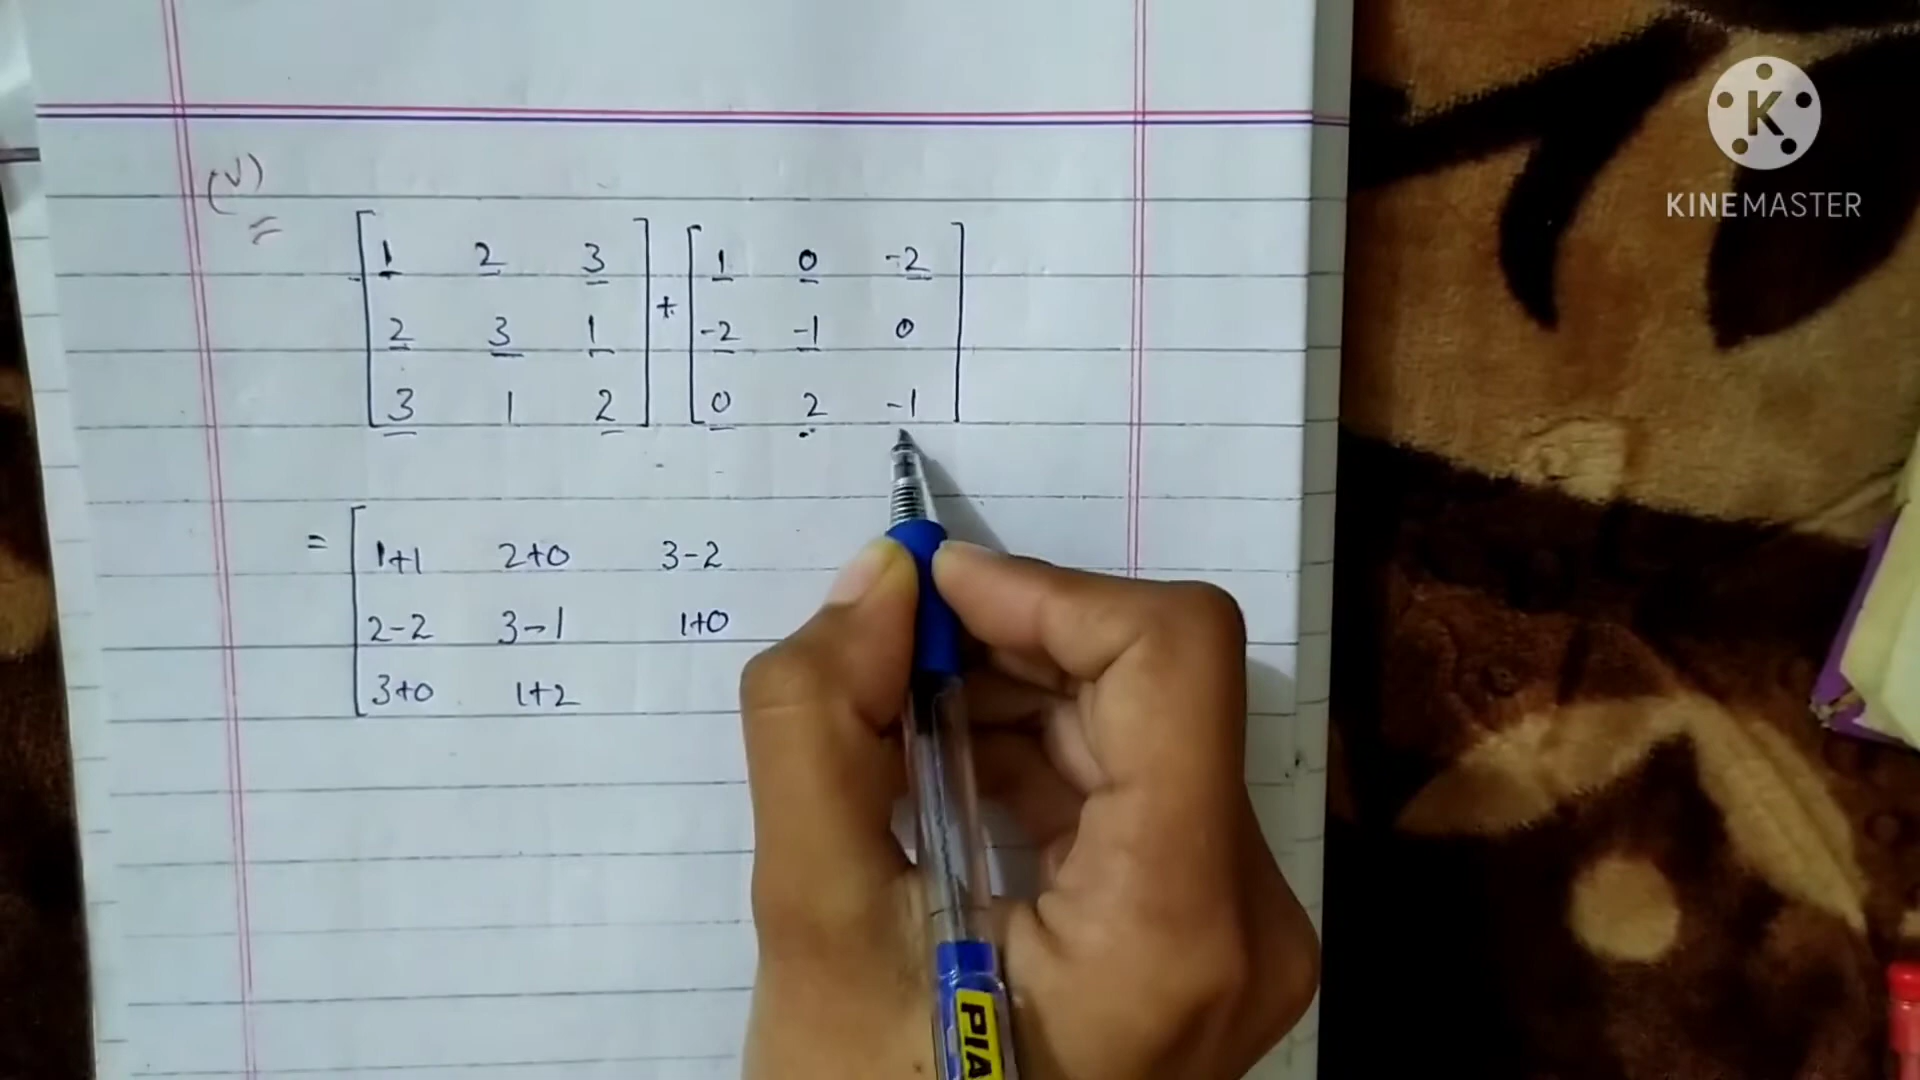 (V)
1 2 3 + 1 0 -2
2 3 1 -2 -1 0
3 1 2 0 2 -1
= 1+1 2+0 3-2
2-2 3-1 1+0
3+0 1+2
K
KINEMASTER
PIA